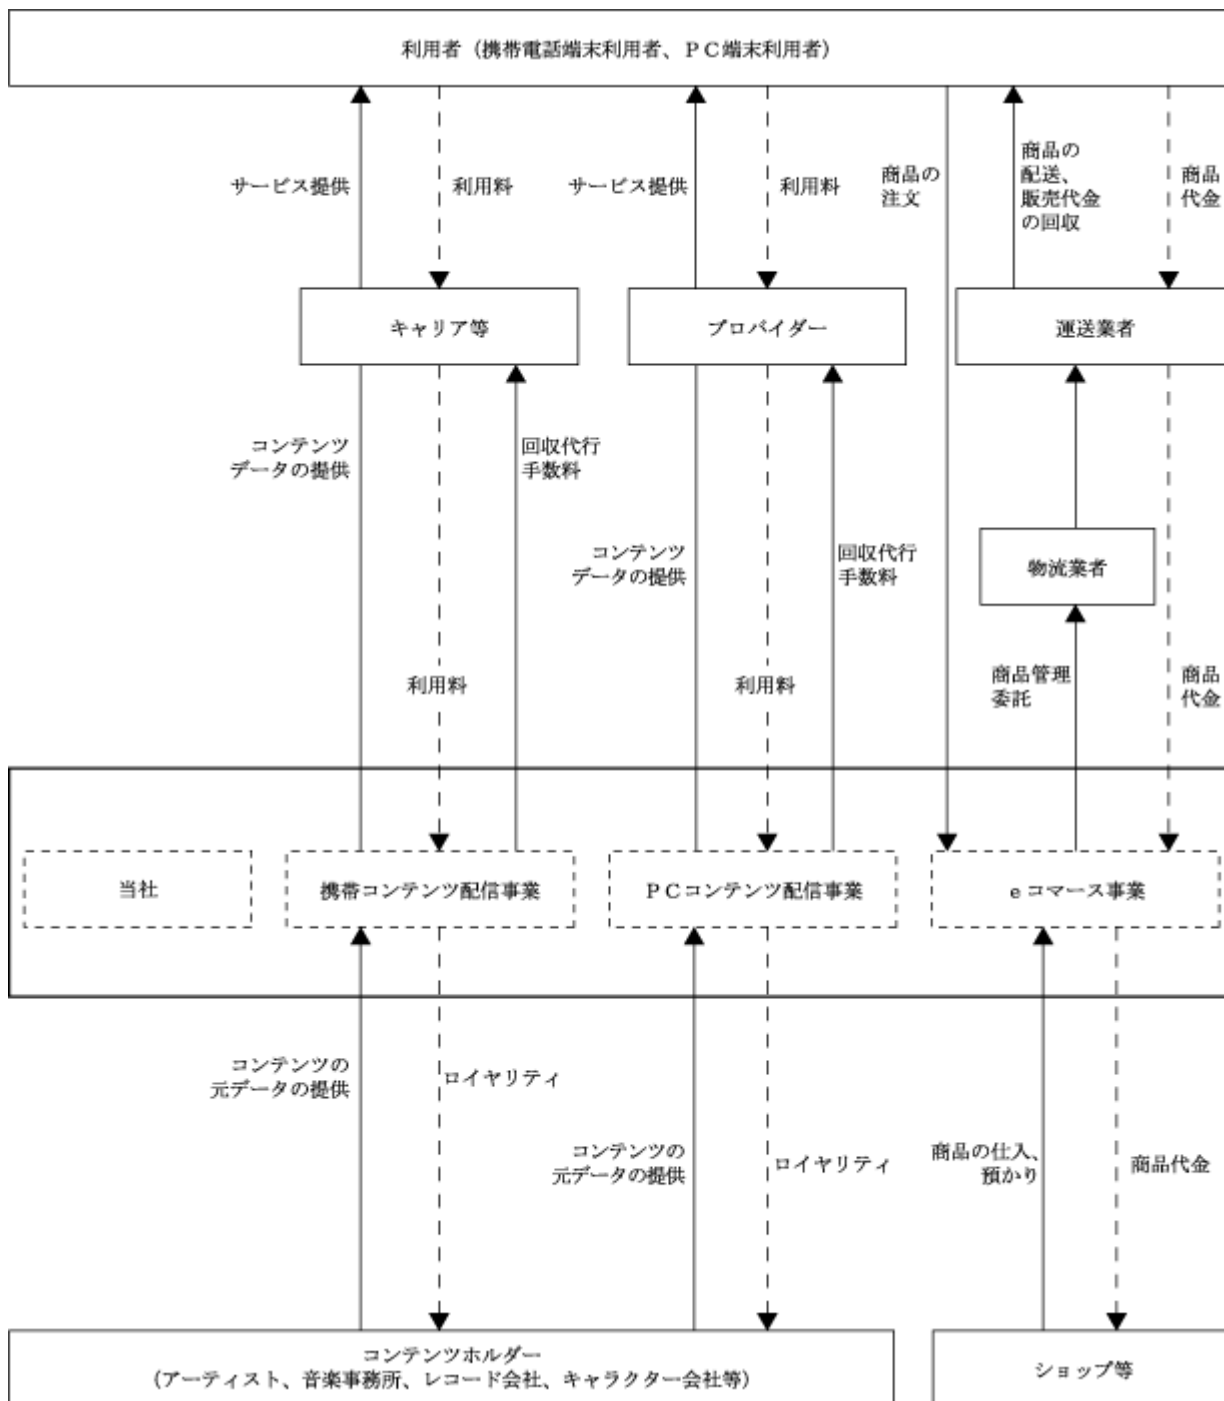 利用者（携帯電話端末利用者、ＰＣ端末利用者）
サービス提供
利用料
サービス提供
利用料
商品の
注文
商品の
配送、
販売代金
の回収
商品
代金
キャリア等
プロバイダー
運送業者
コンテンツ
データの提供
回収代行
手数料
コンテンツ
データの提供
回収代行
手数料
物流業者
利用料
利用料
商品管理
委託
商品
代金
当社
携帯コンテンツ配信事業
ＰＣコンテンツ配信事業
ｅコマース事業
コンテンツの
元データの提供
ロイヤリティ
コンテンツの
元データの提供
ロイヤリティ
商品の仕入、
預かり
商品代金
コンテンツホルダー
（アーティスト、音楽事務所、レコード会社、キャラクター会社等）
ショップ等